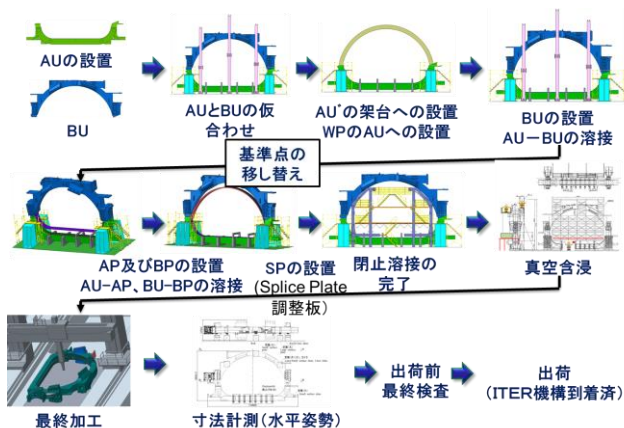 AUの設置
BU
AUとBUの仮
合わせ
AU*の架台への設置
WPのAUへの設置
BUの設置
AU－BUの溶接
基準点の
移し替え
AP及びBPの設置
AU-AP、BU-BPの溶接
SPの設置
(Splice Plate
調整板)
閉止溶接の
完了
真空含浸
最終加工
寸法計測(水平姿勢)
出荷前
最終検査
出荷
(ITER機構到着済)